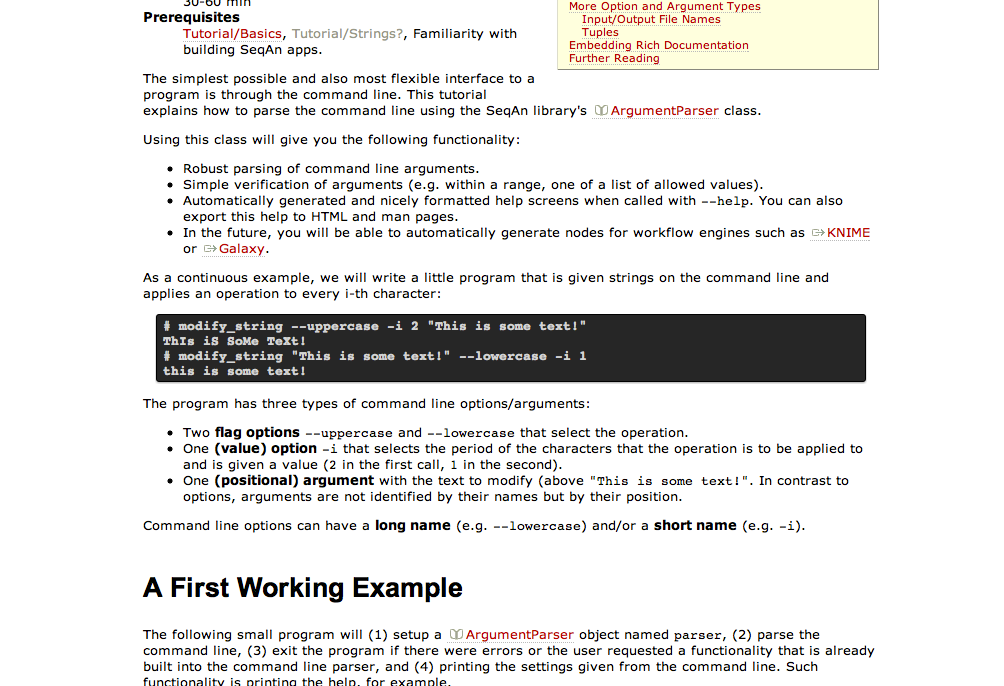 30-60 min
Prerequisites
Tutorial/Basics, Tutorial/Strings?, Familiarity with
building SeqAn apps.
More Option and Argument Types
Input/Output File Names
Tuples
Embedding Rich Documentation
Further Reading
The simplest possible and also most flexible interface to a
program is through the command line. This tutorial
explains how to parse the command line using the SeqAn library's ArgumentParser class.
Using this class will give you the following functionality:
• Robust parsing of command line arguments.
• Simple verification of arguments (e.g. within a range, one of a list of allowed values).
• Automatically generated and nicely formatted help screens when called with --help. You can also
export this help to HTML and man pages.
• In the future, you will be able to automatically generate nodes for workflow engines such as KNIME
or Galaxy.
As a continuous example, we will write a little program that is given strings on the command line and
applies an operation to every i-th character:
# modify_string --uppercase -i 2 "This is some text!"
ThIs iS SoMe TeXt!
# modify_string "This is some text!" --lowercase -i 1
this is some text!
The program has three types of command line options/arguments:
• Two flag options --uppercase and --lowercase that select the operation.
• One (value) option -i that selects the period of the characters that the operation is to be applied to
and is given a value (2 in the first call, 1 in the second).
• One (positional) argument with the text to modify (above "This is some text!". In contrast to
options, arguments are not identified by their names but by their position.
Command line options can have a long name (e.g. --lowercase) and/or a short name (e.g. -i).
A First Working Example
The following small program will (1) setup a ArgumentParser object named parser, (2) parse the
command line, (3) exit the program if there were errors or the user requested a functionality that is already
built into the command line parser, and (4) printing the settings given from the command line. Such
functionality is printing the help, for example.